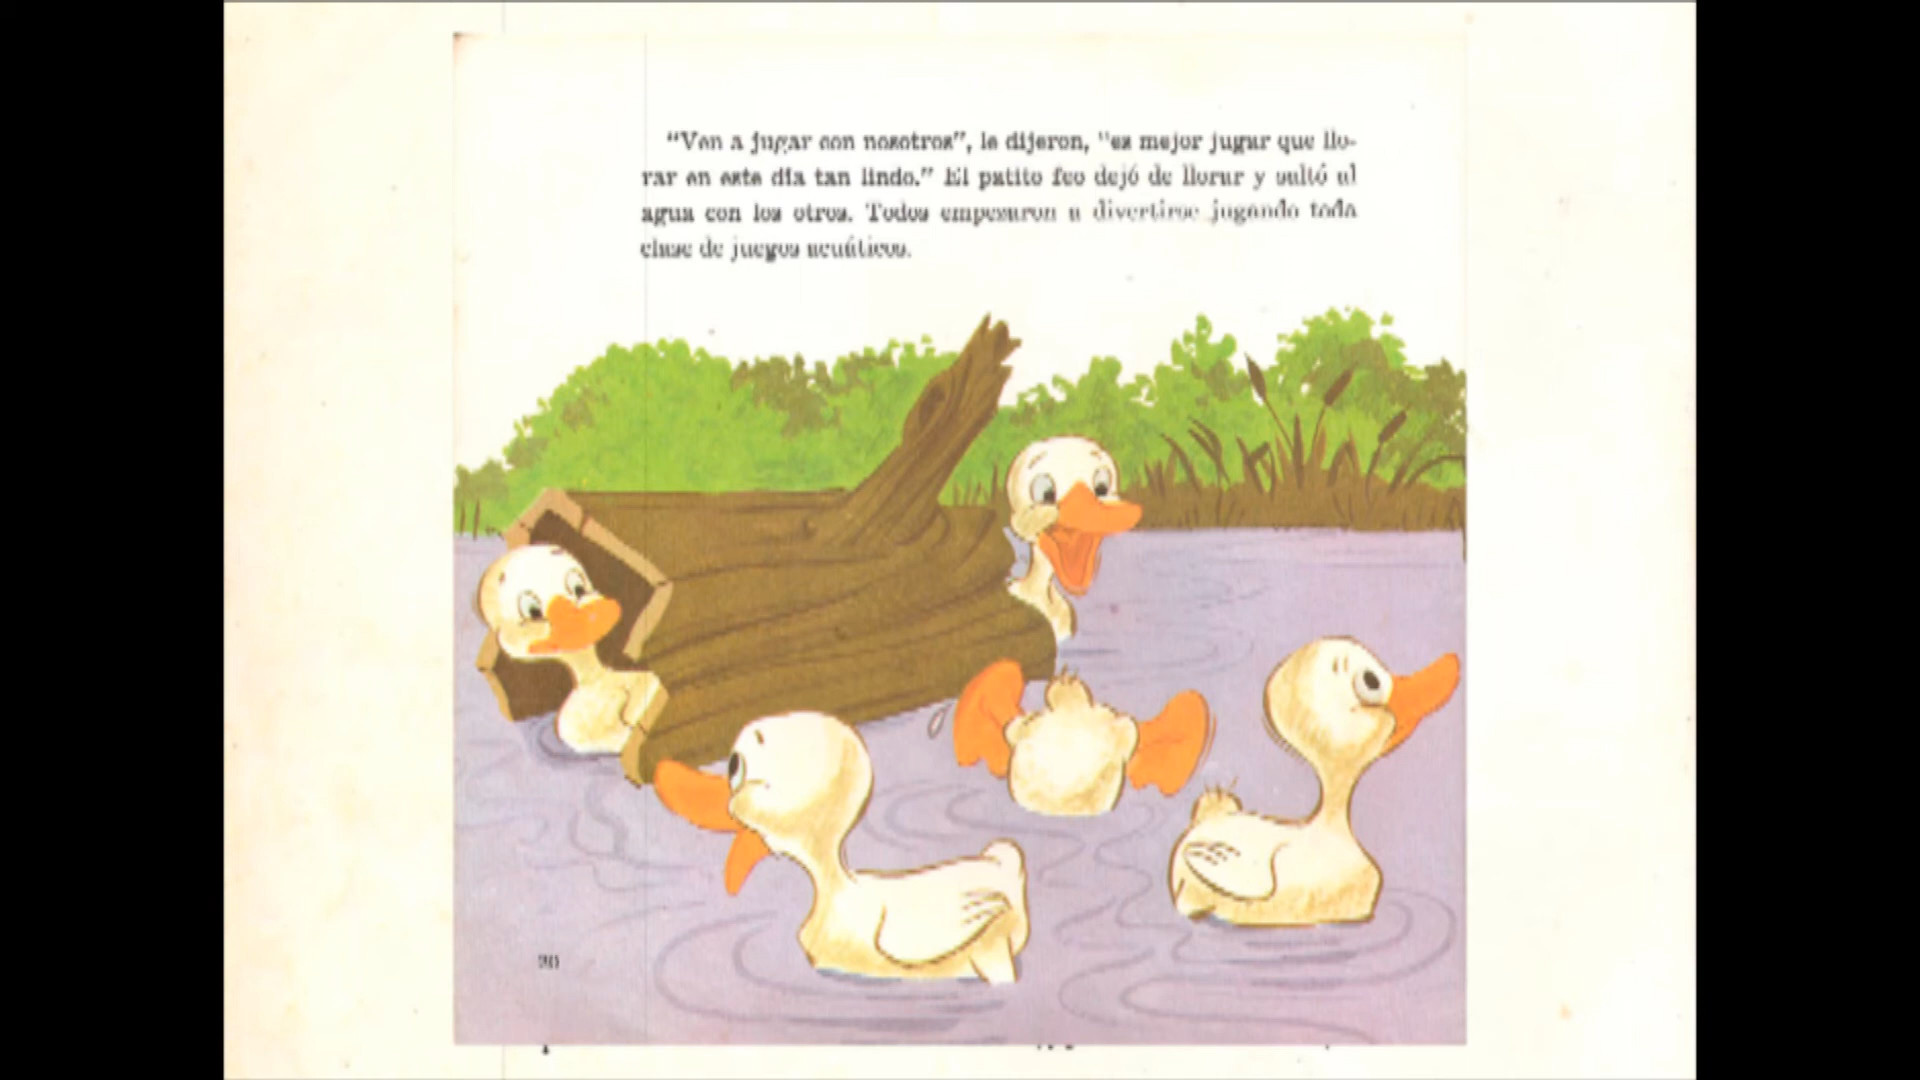 “Ven a jugar con nosotros”, le dijeron, “es mejor jugar que llo-
rar en este día tan lindo.” El patito feo dejó de llorar y saltó al
agua con los otros. Todos empezaron a divertirse jugando toda
clase de juegos acuáticos.